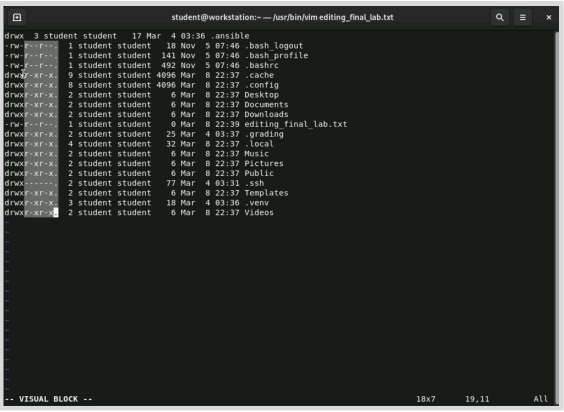 student@workstation:~ — /usr/bin/vim editing_final_lab.txt
drwx  3 student student   17 Mar  4 03:36 .ansible
-rw-r--r--.  1 student student   18 Nov  5 07:46 .bash_logout
-rw-r--r--.  1 student student  141 Nov  5 07:46 .bash_profile
-rw-r--r--.  1 student student  492 Nov  5 07:46 .bashrc
drwxr-xr-x.  9 student student 4096 Mar  8 22:37 .cache
drwxr-xr-x.  8 student student 4096 Mar  8 22:37 .config
drwxr-xr-x.  2 student student    6 Mar  8 22:37 Desktop
drwxr-xr-x.  2 student student    6 Mar  8 22:37 Documents
drwxr-xr-x.  2 student student    6 Mar  8 22:37 Downloads
-rw-r--r--.  1 student student    0 Mar  8 22:39 editing_final_lab.txt
drwxr-xr-x.  2 student student   25 Mar  4 03:37 .grading
drwxr-xr-x.  4 student student   32 Mar  8 22:37 .local
drwxr-xr-x.  2 student student    6 Mar  8 22:37 Music
drwxr-xr-x.  2 student student    6 Mar  8 22:37 Pictures
drwxr-xr-x.  2 student student    6 Mar  8 22:37 Public
drwx------.  2 student student   77 Mar  4 03:31 .ssh
drwxr-xr-x.  2 student student    6 Mar  8 22:37 Templates
drwxr-xr-x.  3 student student   18 Mar  4 03:36 .venv
drwxr-xr-x.  2 student student    6 Mar  8 22:37 Videos
-- VISUAL BLOCK -- 18x7 19,11 All